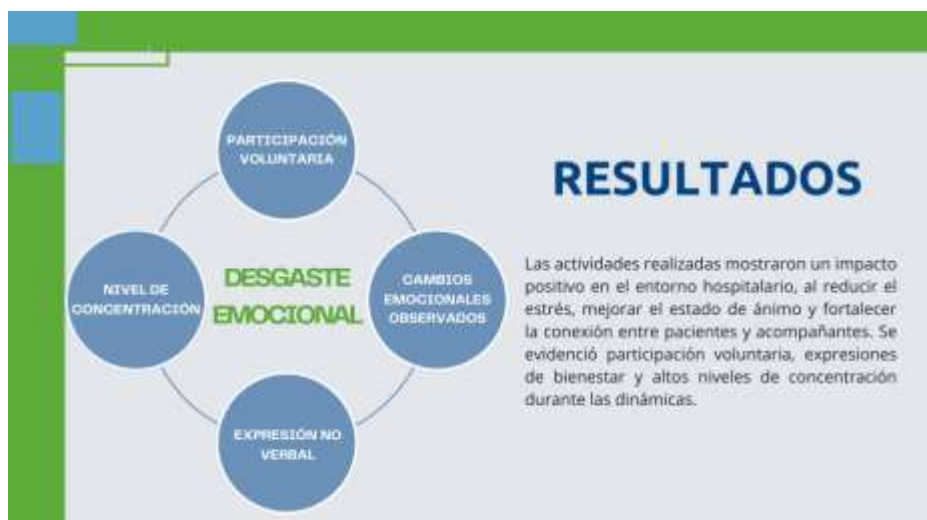 PARTICIPACIÓN
VOLUNTARIA
NIVEL DE
CONCENTRACIÓN
DESGASTE
EMOCIONAL
CAMBIOS
EMOCIONALES
OBSERVADOS
EXPRESIÓN NO
VERBAL
RESULTADOS
Las actividades realizadas mostraron un impacto
positivo en el entorno hospitalario, al reducir el
estrés, mejorar el estado de ánimo y fortalecer
la conexión entre pacientes y acompañantes. Se
evidenció participación voluntaria, expresiones
de bienestar y altos niveles de concentración
durante las dinámicas.